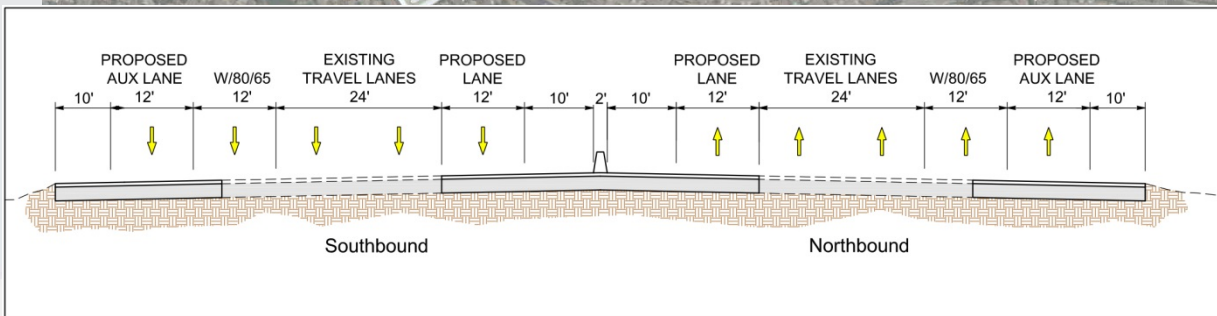 PROPOSED
AUX LANE
W/80/65
EXISTING
TRAVEL LANES
PROPOSED
LANE
PROPOSED
LANE
EXISTING
TRAVEL LANES
W/80/65
PROPOSED
AUX LANE
10' 12' 12' 24' 12' 10' 2' 10' 12' 24' 12' 12' 10'
Southbound Northbound